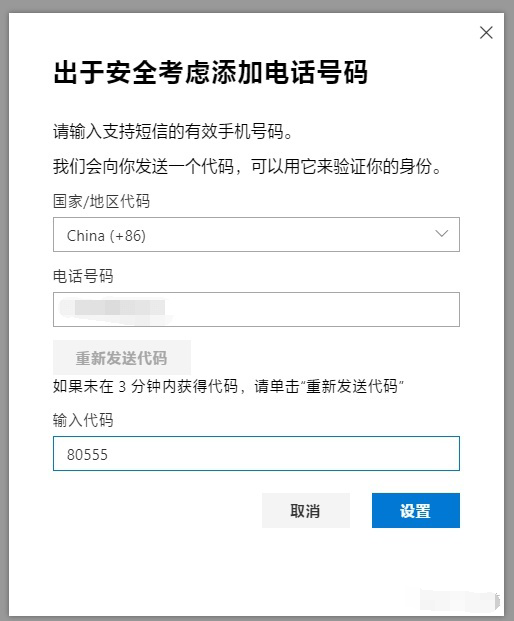 出于安全考虑添加电话号码
请输入支持短信的有效手机号码。
我们会向你发送一个代码，可以用它来验证你的身份。
国家/地区代码
China (+86)
电话号码
重新发送代码
如果未在 3 分钟内获得代码，请单击“重新发送代码”
输入代码
80555
取消
设置